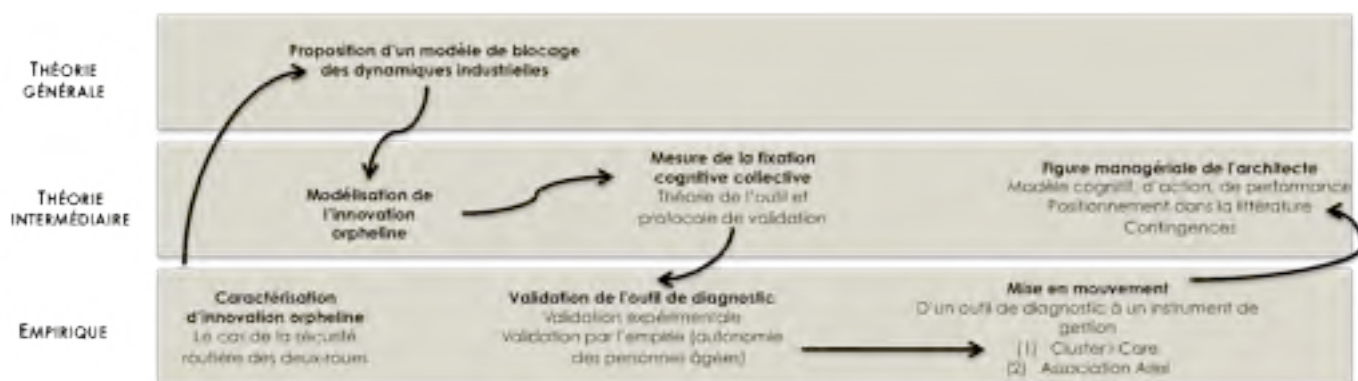 THÉORIE
GÉNÉRALE
Proposition d'un modèle de blocage
des dynamiques industrielles
THÉORIE
INTERMÉDIAIRE
Modélisation de
l'innovation
orpheline
Mesure de la fixation
cognitive collective
Théorie de l'outil et
protocole de validation
Figure managériale de l'architecte
Modèle cognitif, d'action, de performance
Positionnement dans la littérature
Contingences
EMPIRIQUE
Caractérisation
d'innovation orpheline
Le cas de la sécurité
routière des deux-roues
Validation de l'outil de diagnostic
Validation expérimentale
Validation par l'empirie (autonomie
des personnes âgées)
Mise en mouvement
D'un outil de diagnostic à un instrument de
gestion
(1) Cluster I-Care
(2) Association